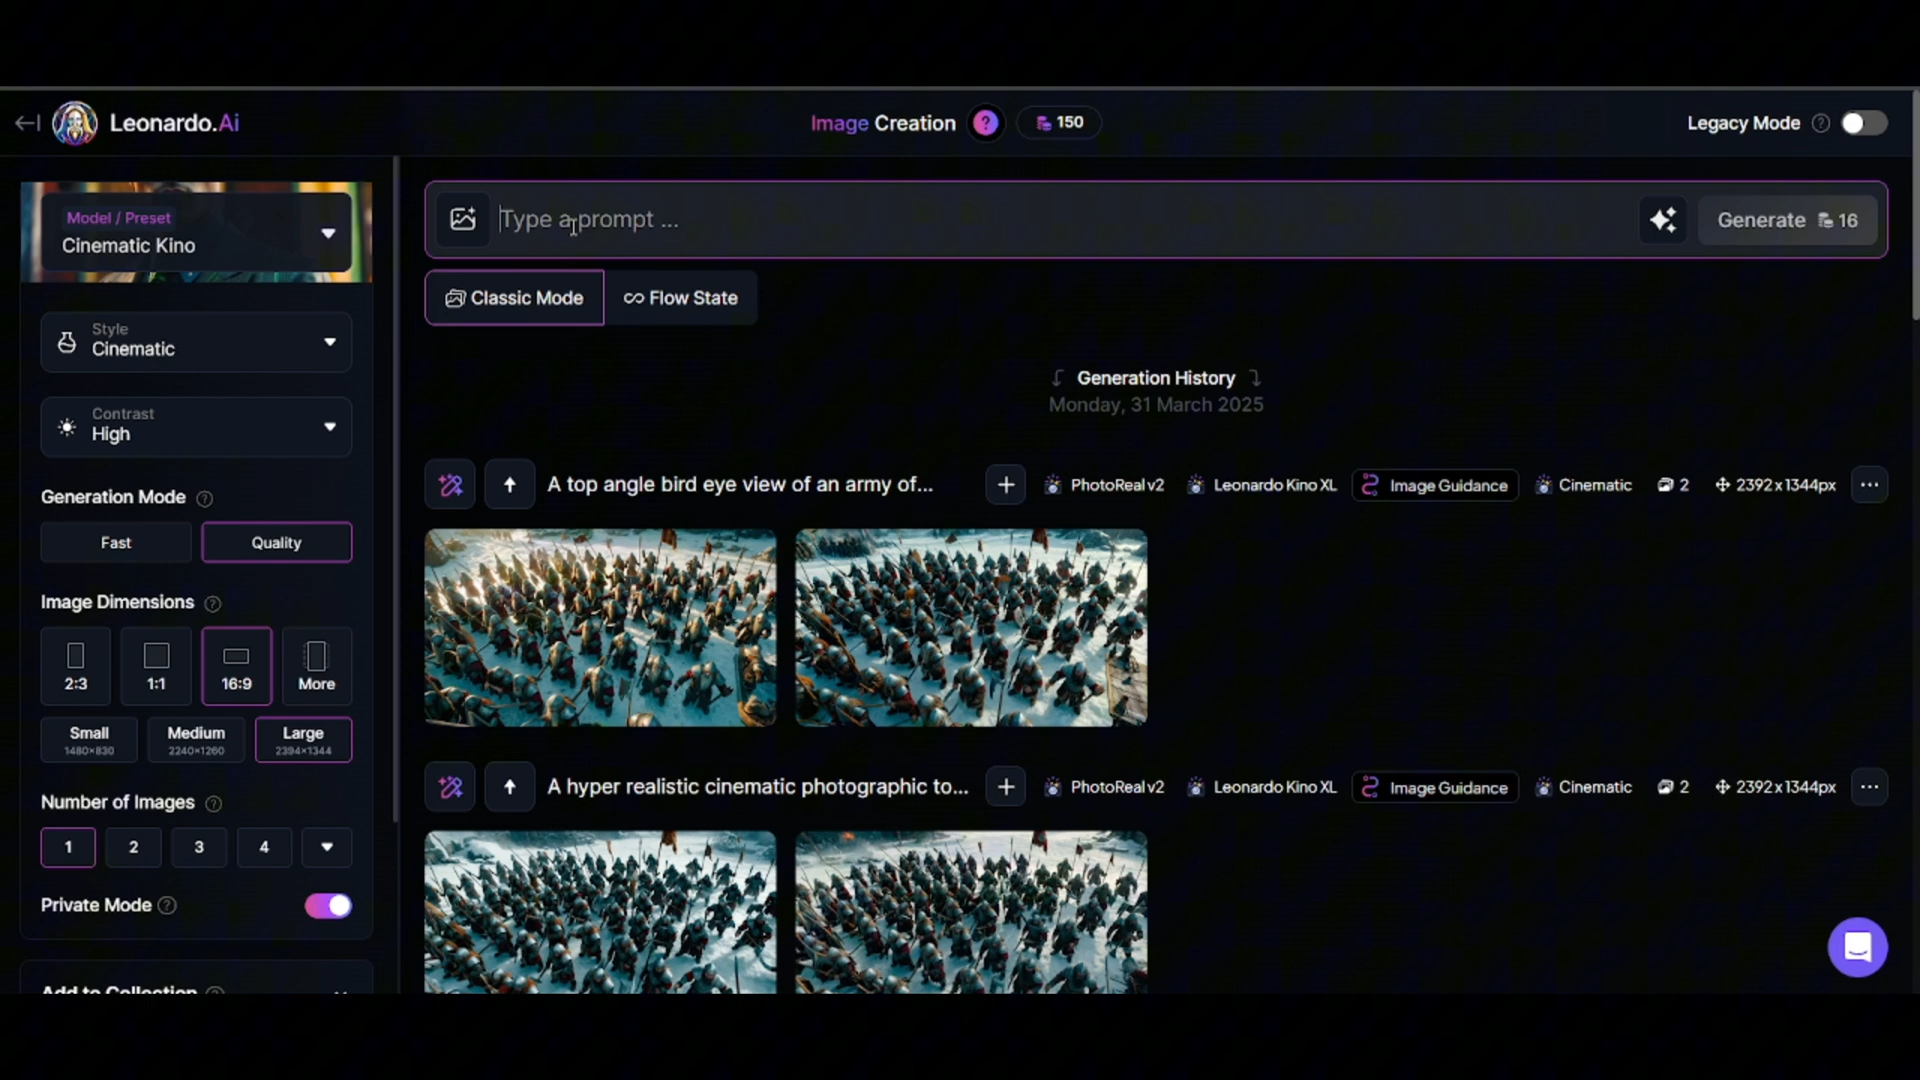 Leonardo.Ai
Image Creation ? 150
Legacy Mode ?
Model / Preset
Cinematic Kino
Type a prompt ...
Generate 16
Classic Mode
Flow State
Style
Cinematic
Contrast
High
Generation Mode ?
Fast
Quality
Image Dimensions ?
2:3
1:1
16:9
More
Small
1480×830
Medium
2240×1260
Large
2394×1344
Number of Images ?
1
2
3
4
Private Mode ?
Add to Collection ?
Generation History
Monday, 31 March 2025
A top angle bird eye view of an army of...
PhotoReal v2
Leonardo Kino XL
Image Guidance
Cinematic
2
2392 x 1344px
A hyper realistic cinematic photographic to...
PhotoReal v2
Leonardo Kino XL
Image Guidance
Cinematic
2
2392 x 1344px